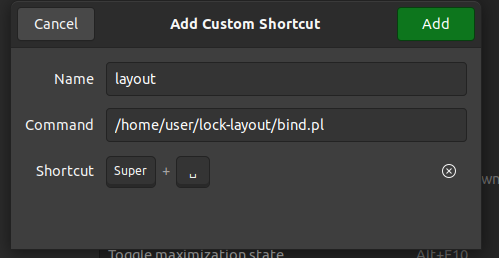 Cancel Add Custom Shortcut Add
Name layout
Command /home/user/lock-layout/bind.pl
Shortcut Super + ␣
wn
Toggle maximization state Alt+F10